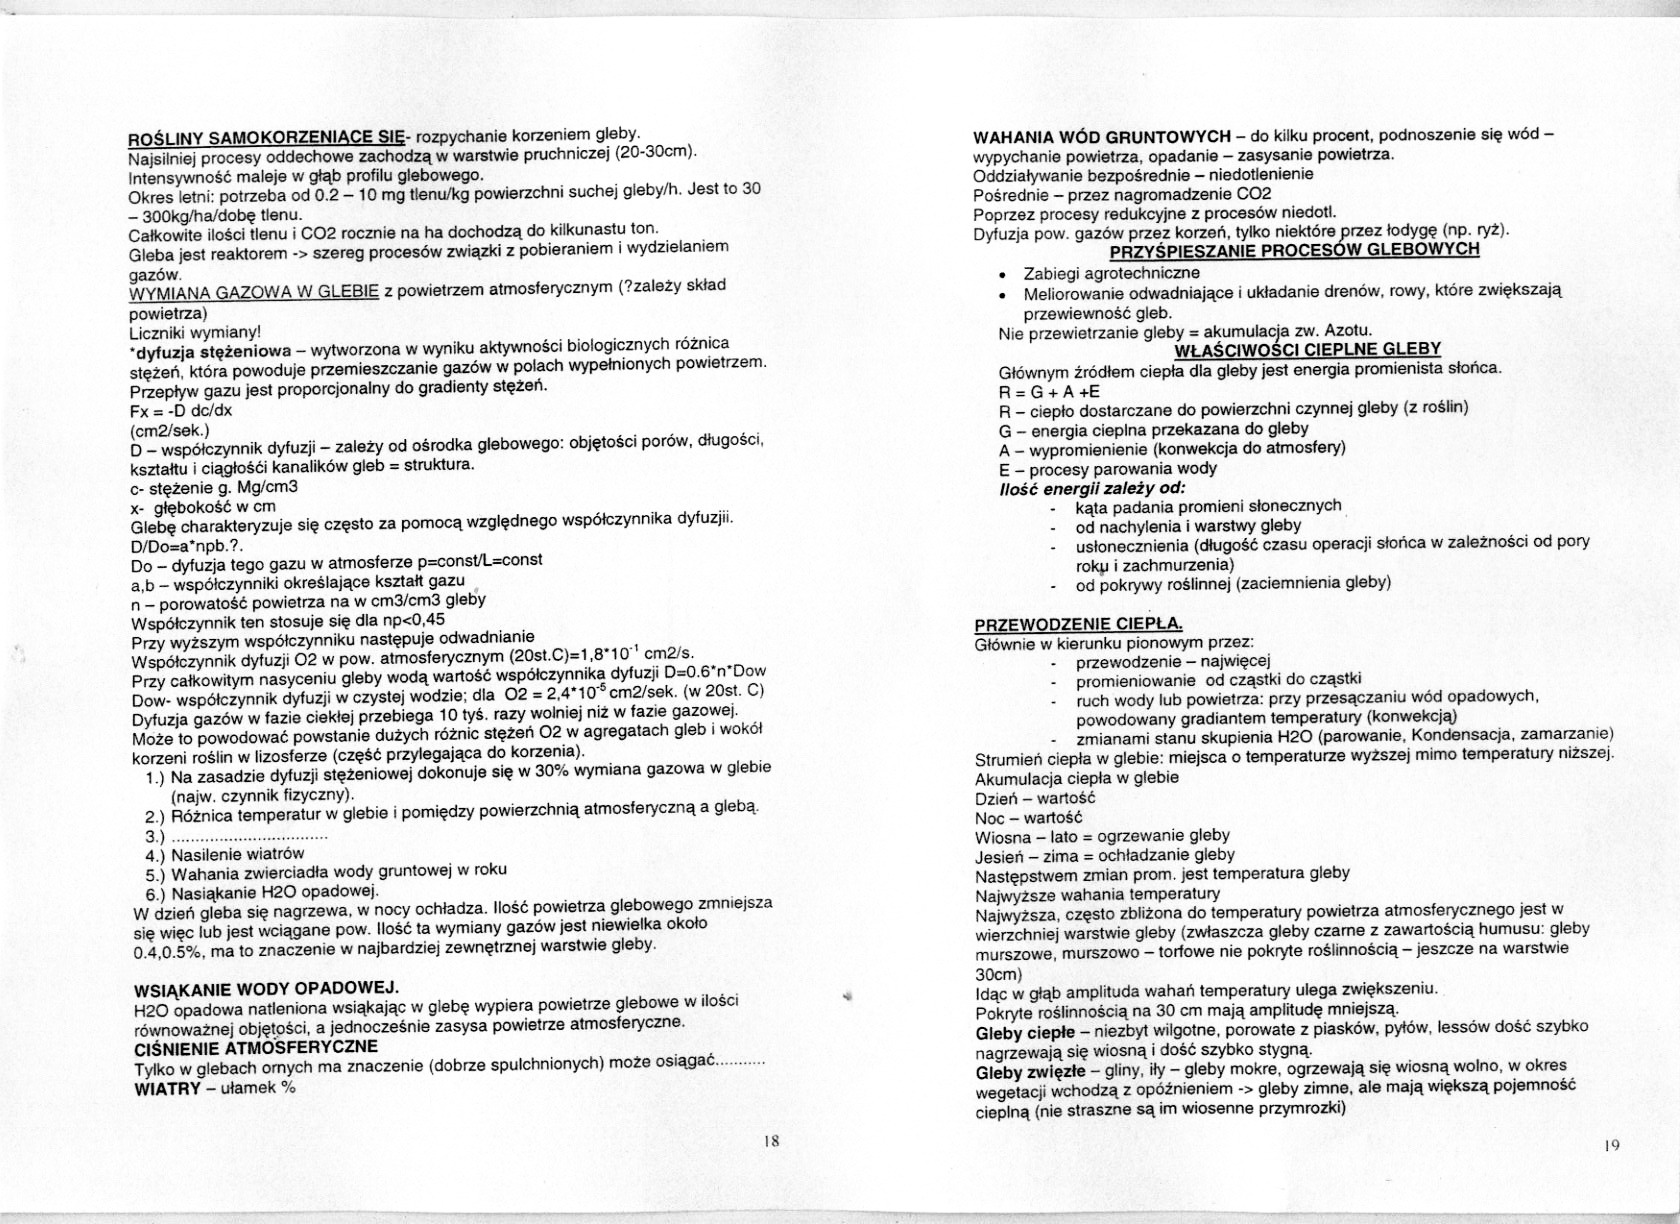 ROŚLINY SAMOKORZENIĄCE SIĘ- rozpychanie korzeniem gleby.
Najsilniej procesy oddechowe zachodzą w warstwie pruchniczej (20-30cm).
Intensywność maleje w głąb profilu glebowego.
Okres letni: potrzeba od 0.2 – 10 mg tlenu/kg powierzchni suchej gleby/h. Jest to 30
– 300kg/ha/dobę tlenu.
Całkowite ilości tlenu i CO2 rocznie na ha dochodzą do kilkunastu ton.
Gleba jest reaktorem -> szereg procesów związki z pobieraniem i wydzielaniem
gazów.
WYMIANA GAZOWA W GLEBIE z powietrzem atmosferycznym (?zależy skład
powietrza)
Liczniki wymiany!
*dyfuzja stężeniowa – wytworzona w wyniku aktywności biologicznych różnica
stężeń, która powoduje przemieszczanie gazów w polach wypełnionych powietrzem.
Przepływ gazu jest proporcjonalny do gradienty stężeń.
Fx = -D dc/dx
(cm2/sek.)
D – współczynnik dyfuzji – zależy od ośrodka glebowego: objętości porów, długości,
kształtu i ciągłośći kanalików gleb = struktura.
c- stężenie g. Mg/cm3
x- głębokość w cm
Glebę charakteryzuje się często za pomocą względnego współczynnika dyfuzjii.
D/Do=a*npb.?.
Do – dyfuzja tego gazu w atmosferze p=const/L=const
a,b – współczynniki określające kształt gazu
n – porowatość powietrza na w cm3/cm3 gleby
Współczynnik ten stosuje się dla np<0,45
Przy wyższym współczynniku następuje odwadnianie
Współczynnik dyfuzji O2 w pow. atmosferycznym (20st.C)=1,8*10⁻¹ cm2/s.
Przy całkowitym nasyceniu gleby wodą wartość współczynnika dyfuzji D=0.6*n*Dow
Dow- współczynnik dyfuzji w czystej wodzie; dla O2 = 2,4*10⁻⁵ cm2/sek. (w 20st. C)
Dyfuzja gazów w fazie ciekłej przebiega 10 tyś. razy wolniej niż w fazie gazowej.
Może to powodować powstanie dużych różnic stężeń O2 w agregatach gleb i wokół
korzeni roślin w lizosferze (część przylegająca do korzenia).
1.) Na zasadzie dyfuzji stężeniowej dokonuje się w 30% wymiana gazowa w glebie
(najw. czynnik fizyczny).
2.) Różnica temperatur w glebie i pomiędzy powierzchnią atmosferyczną a glebą.
3.) .................................
4.) Nasilenie wiatrów
5.) Wahania zwierciadła wody gruntowej w roku
6.) Nasiąkanie H2O opadowej.
W dzień gleba się nagrzewa, w nocy ochładza. Ilość powietrza glebowego zmniejsza
się więc lub jest wciągane pow. Ilość ta wymiany gazów jest niewielka około
0.4,0.5%, ma to znaczenie w najbardziej zewnętrznej warstwie gleby.
WSIĄKANIE WODY OPADOWEJ.
H2O opadowa natleniona wsiąkając w glebę wypiera powietrze glebowe w ilości
równoważnej objętości, a jednocześnie zasysa powietrze atmosferyczne.
CIŚNIENIE ATMOSFERYCZNE
Tylko w glebach ornych ma znaczenie (dobrze spulchnionych) może osiągać...........
WIATRY – ułamek %
18
WAHANIA WÓD GRUNTOWYCH – do kilku procent, podnoszenie się wód –
wypychanie powietrza, opadanie – zasysanie powietrza.
Oddziaływanie bezpośrednie – niedotlenienie
Pośrednie – przez nagromadzenie CO2
Poprzez procesy redukcyjne z procesów niedotl.
Dyfuzja pow. gazów przez korzeń, tylko niektóre przez łodygę (np. ryż).
PRZYŚPIESZANIE PROCESÓW GLEBOWYCH
• Zabiegi agrotechniczne
• Meliorowanie odwadniające i układanie drenów, rowy, które zwiększają
przewiewność gleb.
Nie przewietrzanie gleby = akumulacja zw. Azotu.
WŁAŚCIWOŚCI CIEPLNE GLEBY
Głównym źródłem ciepła dla gleby jest energia promienista słońca.
R = G + A +E
R – ciepło dostarczane do powierzchni czynnej gleby (z roślin)
G – energia cieplna przekazana do gleby
A – wypromienienie (konwekcja do atmosfery)
E – procesy parowania wody
Ilość energii zależy od:
- kąta padania promieni słonecznych
- od nachylenia i warstwy gleby
- usłonecznienia (długość czasu operacji słońca w zależności od pory
roku i zachmurzenia)
- od pokrywy roślinnej (zaciemnienia gleby)
PRZEWODZENIE CIEPŁA.
Głównie w kierunku pionowym przez:
- przewodzenie – najwięcej
- promieniowanie od cząstki do cząstki
- ruch wody lub powietrza: przy przesączaniu wód opadowych,
powodowany gradiantem temperatury (konwekcją)
- zmianami stanu skupienia H2O (parowanie, Kondensacja, zamarzanie)
Strumień ciepła w glebie: miejsca o temperaturze wyższej mimo temperatury niższej.
Akumulacja ciepła w glebie
Dzień – wartość
Noc – wartość
Wiosna – lato = ogrzewanie gleby
Jesień – zima = ochładzanie gleby
Następstwem zmian prom. jest temperatura gleby
Najwyższe wahania temperatury
Najwyższa, często zbliżona do temperatury powietrza atmosferycznego jest w
wierzchniej warstwie gleby (zwłaszcza gleby czarne z zawartością humusu: gleby
murszowe, murszowo – torfowe nie pokryte roślinnością – jeszcze na warstwie
30cm)
Idąc w głąb amplituda wahań temperatury ulega zwiększeniu.
Pokryte roślinnością na 30 cm mają amplitudę mniejszą.
Gleby ciepłe – niezbyt wilgotne, porowate z piasków, pyłów, lessów dość szybko
nagrzewają się wiosną i dość szybko stygną.
Gleby zwięzłe – gliny, iły – gleby mokre, ogrzewają się wiosną wolno, w okres
wegetacji wchodzą z opóźnieniem -> gleby zimne, ale mają większą pojemność
cieplną (nie straszne są im wiosenne przymrozki)
19